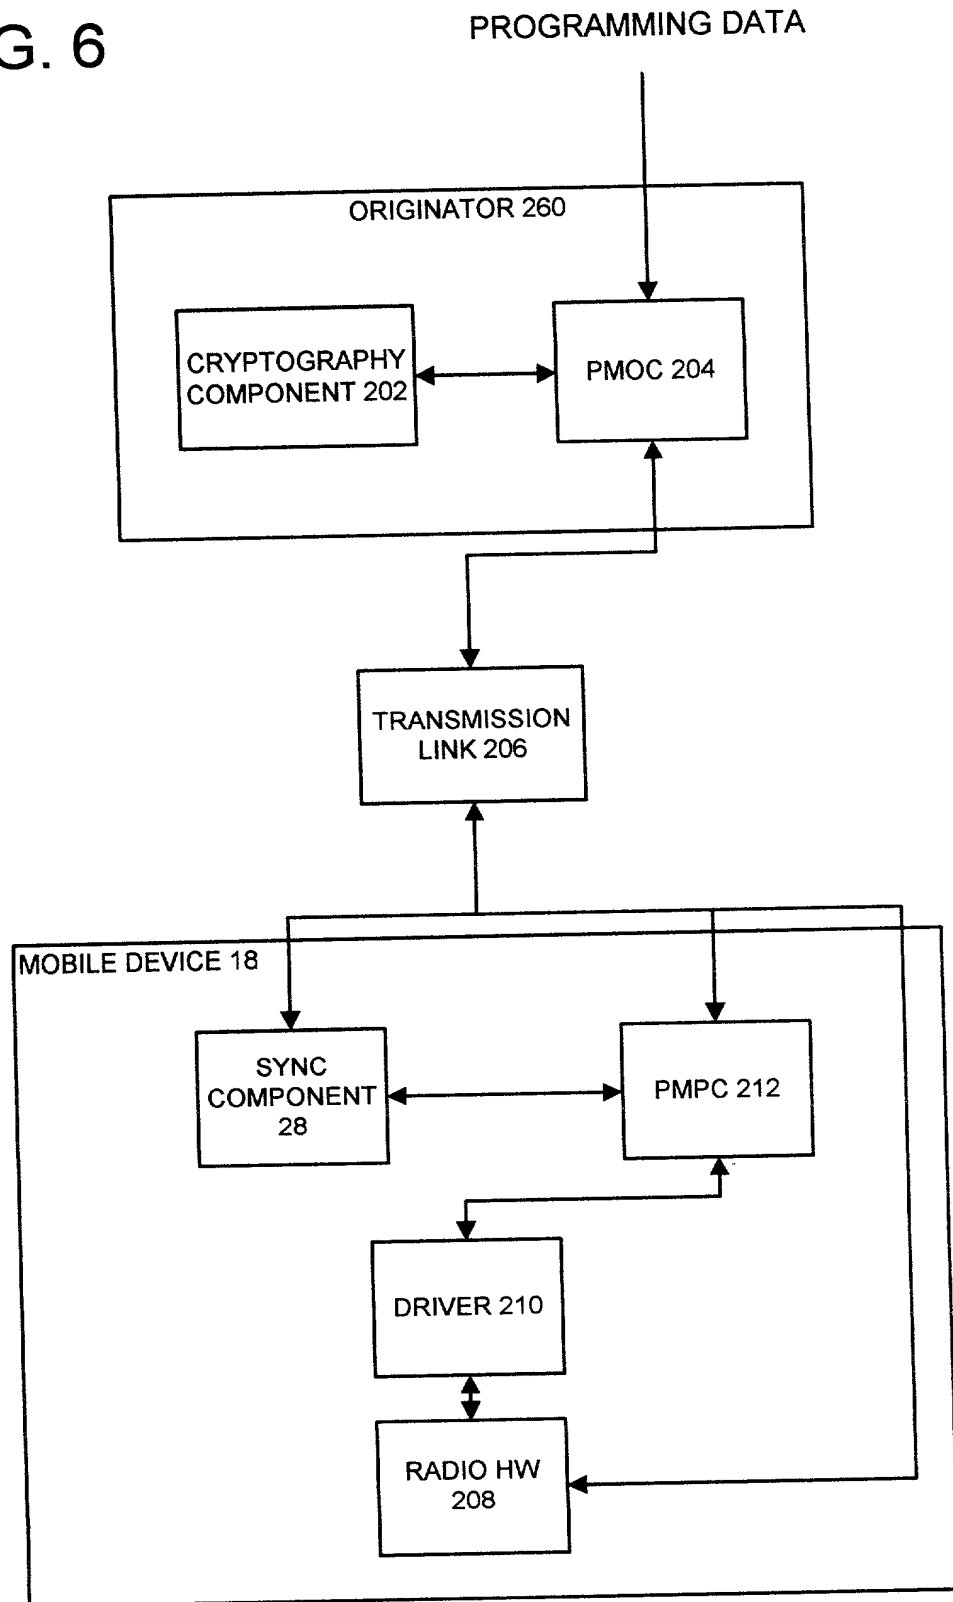 G. 6
PROGRAMMING DATA
ORIGINATOR 260
CRYPTOGRAPHY
COMPONENT 202
PMOC 204
TRANSMISSION
LINK 206
MOBILE DEVICE 18
SYNC
COMPONENT
28
PMPC 212
DRIVER 210
RADIO HW
208